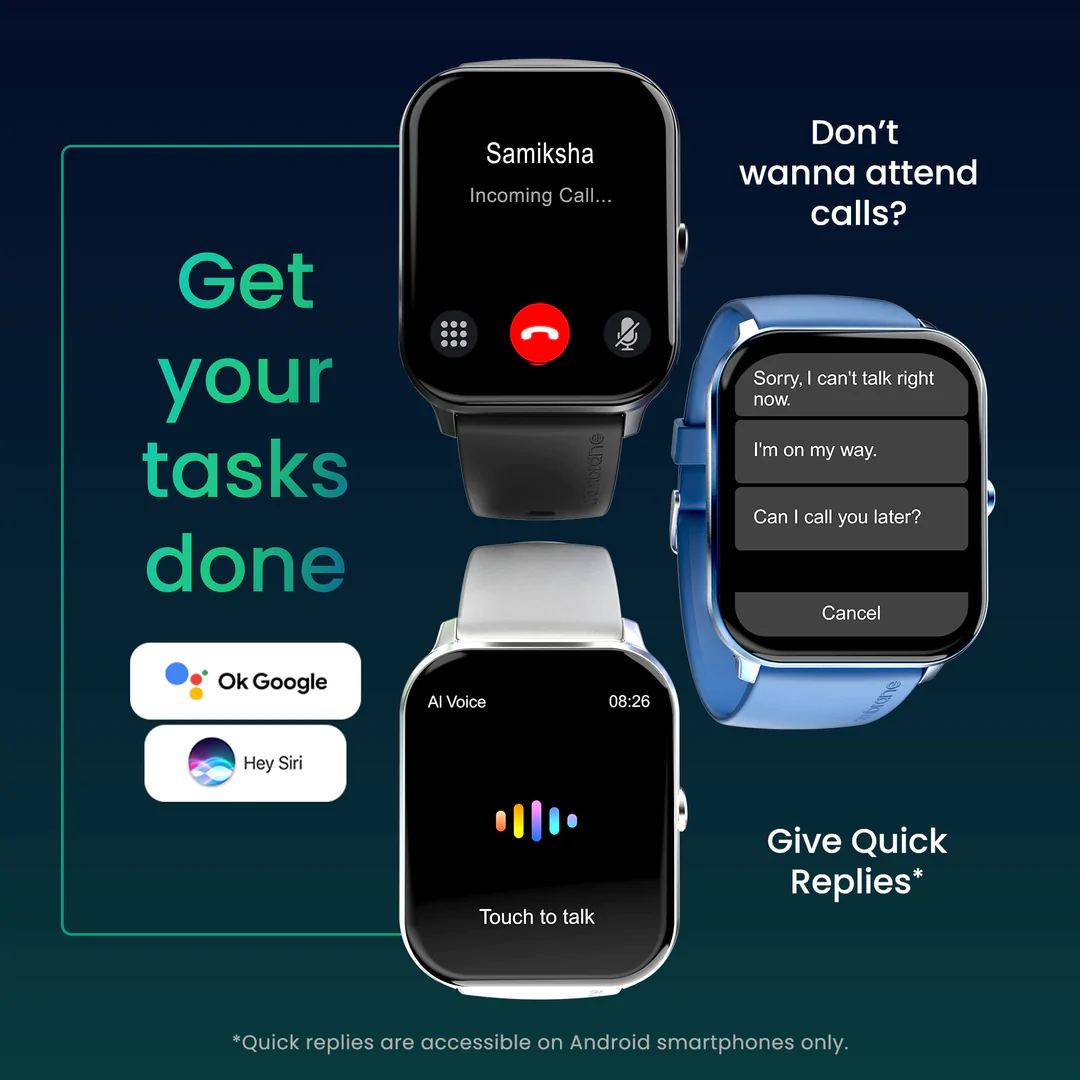 Samiksha
Incoming Call...
Don't
wanna attend
calls?
Get
your
tasks
done
Sorry, I can't talk right
now.
I'm on my way.
Can I call you later?
Cancel
Ok Google
Hey Siri
AI Voice
08:26
Touch to talk
Give Quick
Replies*
*Quick replies are accessible on Android smartphones only.